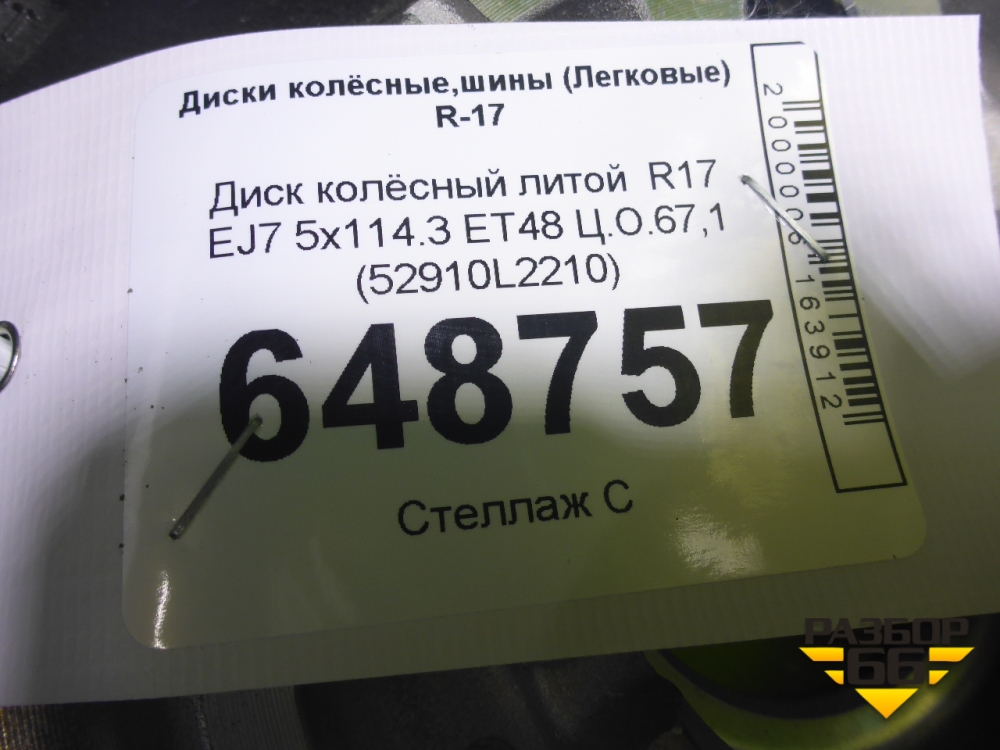 Диски колёсные,шины (Легковые)
R-17
Диск колёсный литой R17
EJ7 5x114.3 ET48 Ц.О.67,1
(52910L2210)
648757
Стеллаж С
РАЗБОР
66